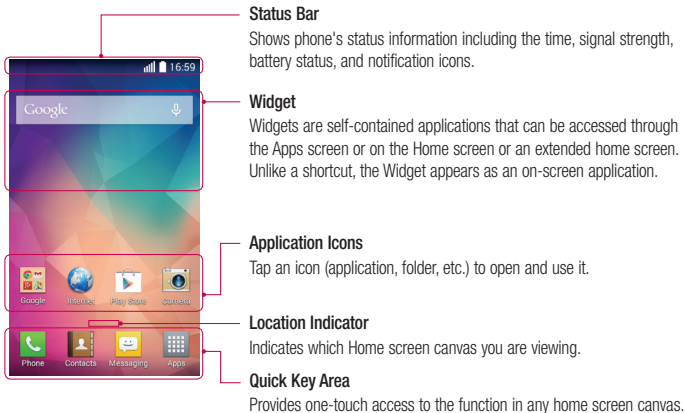 Status Bar
Shows phone's status information including the time, signal strength,
battery status, and notification icons.
16:59
Widget
Google
Widgets are self-contained applications that can be accessed through
the Apps screen or on the Home screen or an extended home screen.
Unlike a shortcut, the Widget appears as an on-screen application.
Application Icons
Tap an icon (application, folder, etc.) to open and use it.
Google Internet Play Store Camera
Location Indicator
Indicates which Home screen canvas you are viewing.
Phone Contacts Messaging Apps
Quick Key Area
Provides one-touch access to the function in any home screen canvas.